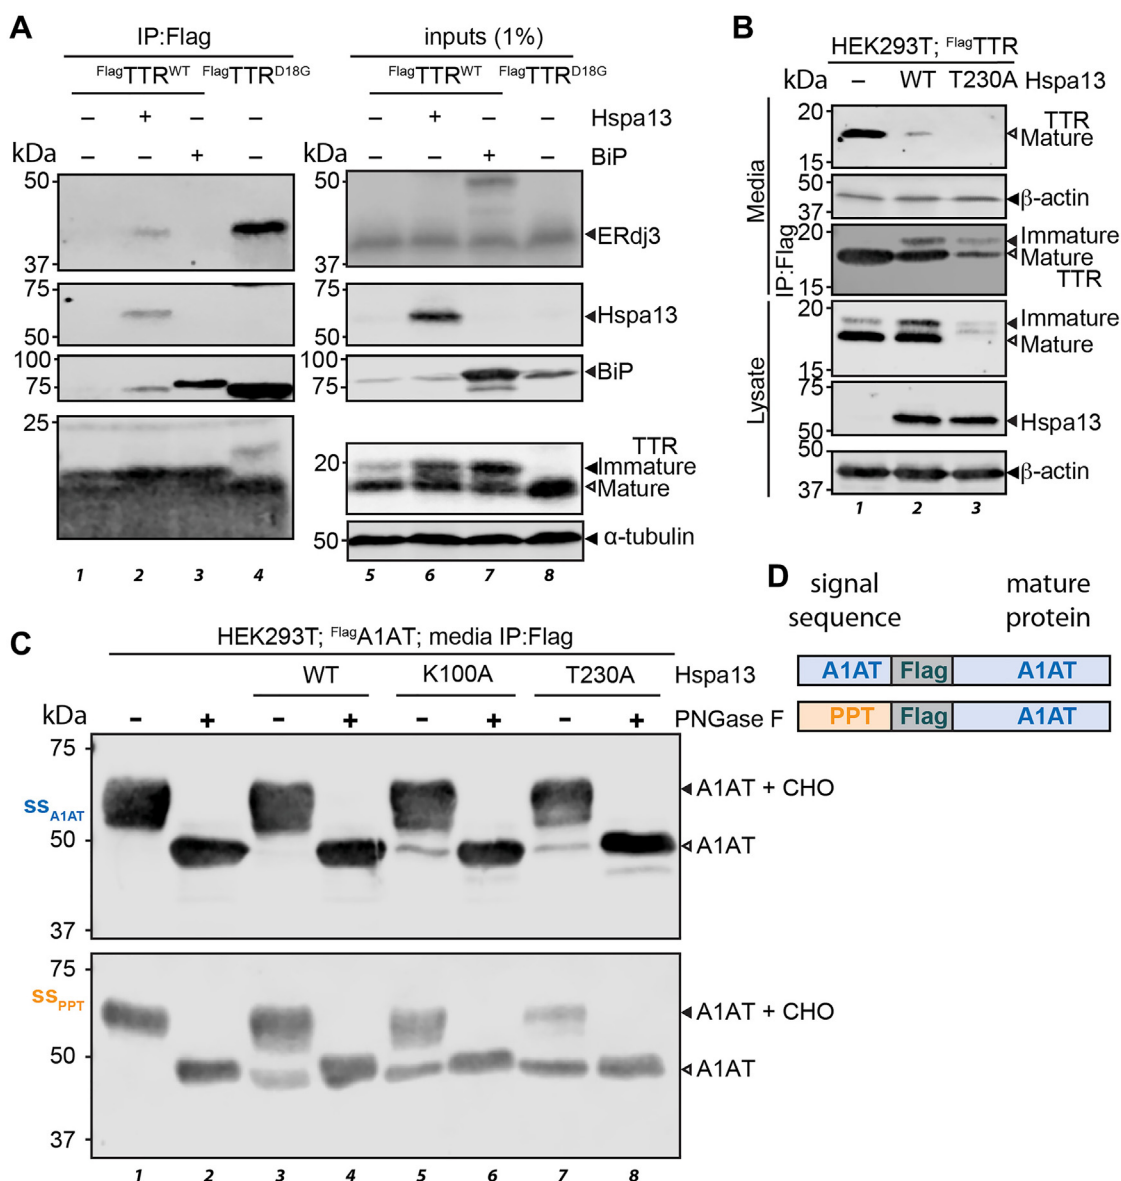 A
IP:Flag
inputs (1%)
FlagTTRWT FlagTTRD18G
FlagTTRWT FlagTTRD18G
– + – – – + – – Hspa13
kDa – – + – kDa – – + – BiP
50
37
50
37
ERdj3
75
50
75
50
Hspa13
100
75
100
75
BiP
25
20
TTR
Immature
Mature
50
α-tubulin
1 2 3 4 5 6 7 8
B
HEK293T; FlagTTR
kDa – WT T230A Hspa13
Media
IP:Flag
Lysate
20
15
TTR
Mature
50
37
β-actin
20
15
Immature
Mature
TTR
20
15
Immature
Mature
75
50
Hspa13
50
37
β-actin
1 2 3
C
HEK293T; FlagA1AT; media IP:Flag
WT K100A T230A Hspa13
kDa - + - + - + - + PNGase F
ssA1AT
75
50
37
A1AT + CHO
A1AT
ssPPT
75
50
37
A1AT + CHO
A1AT
1 2 3 4 5 6 7 8
D
signal mature
sequence protein
A1AT Flag A1AT
PPT Flag A1AT